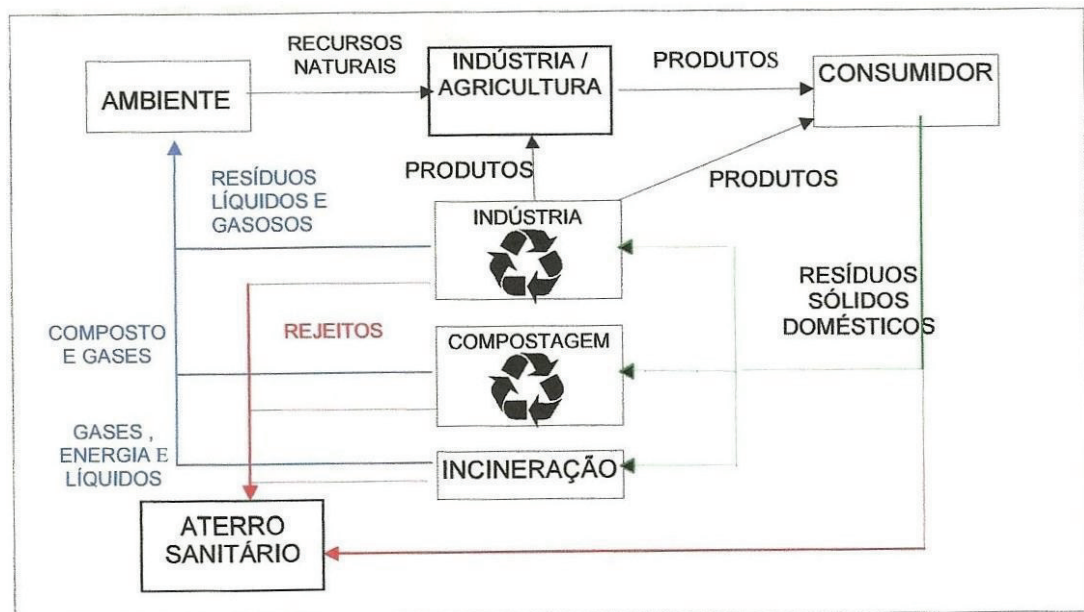 RECURSOS
NATURAIS
AMBIENTE
INDÚSTRIA /
AGRICULTURA
PRODUTOS
CONSUMIDOR
PRODUTOS
PRODUTOS
RESÍDUOS
LÍQUIDOS E
GASOSOS
INDÚSTRIA
RESÍDUOS
SÓLIDOS
DOMÉSTICOS
COMPOSTO
E GASES
REJEITOS
COMPOSTAGEM
GASES ,
ENERGIA E
LÍQUIDOS
INCINERAÇÃO
ATERRO
SANITÁRIO